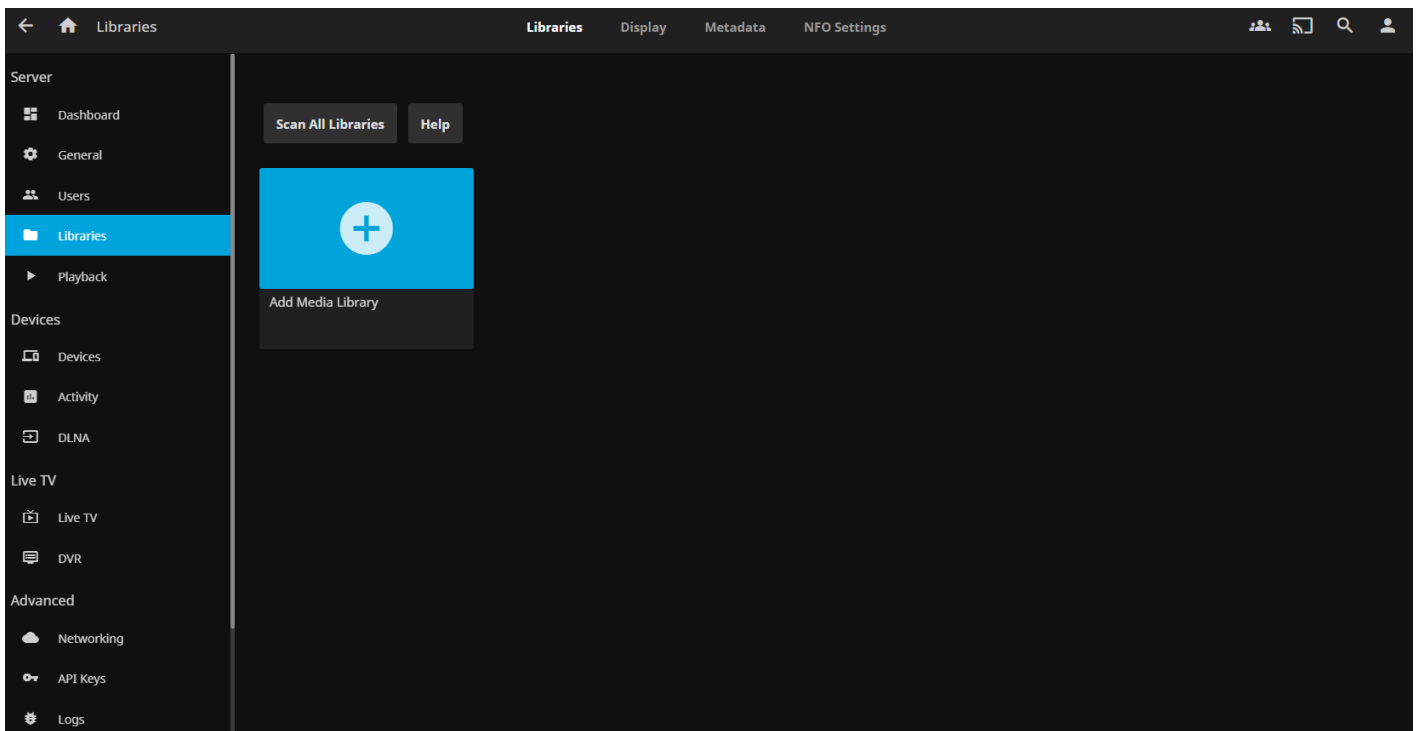 Libraries
Libraries Display Metadata NFO Settings
Server
Dashboard
General
Users
Libraries
Playback
Devices
Devices
Activity
DLNA
Live TV
Live TV
DVR
Advanced
Networking
API Keys
Logs
Scan All Libraries Help
Add Media Library